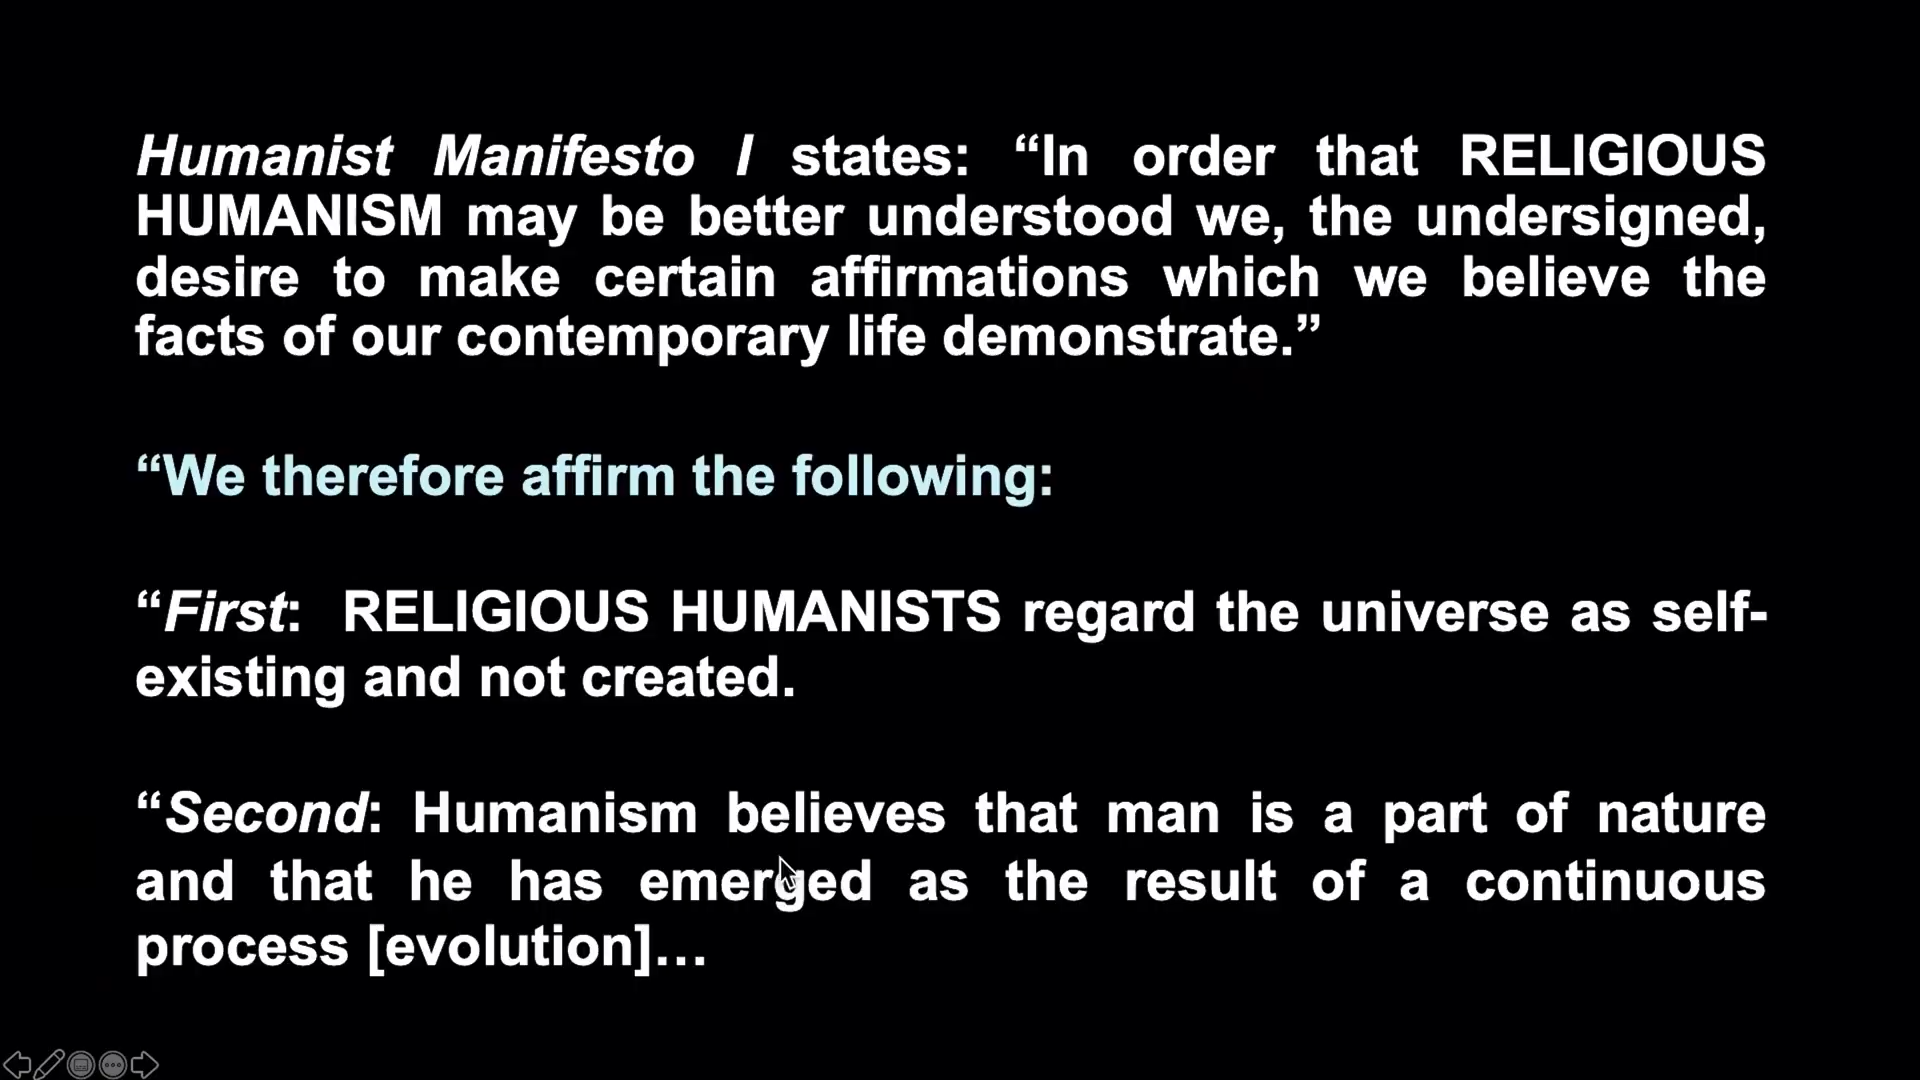 Humanist Manifesto I states: “In order that RELIGIOUS
HUMANISM may be better understood we, the undersigned,
desire to make certain affirmations which we believe the
facts of our contemporary life demonstrate.”
“We therefore affirm the following:
“First: RELIGIOUS HUMANISTS regard the universe as self-
existing and not created.
“Second: Humanism believes that man is a part of nature
and that he has emerged as the result of a continuous
process [evolution]…